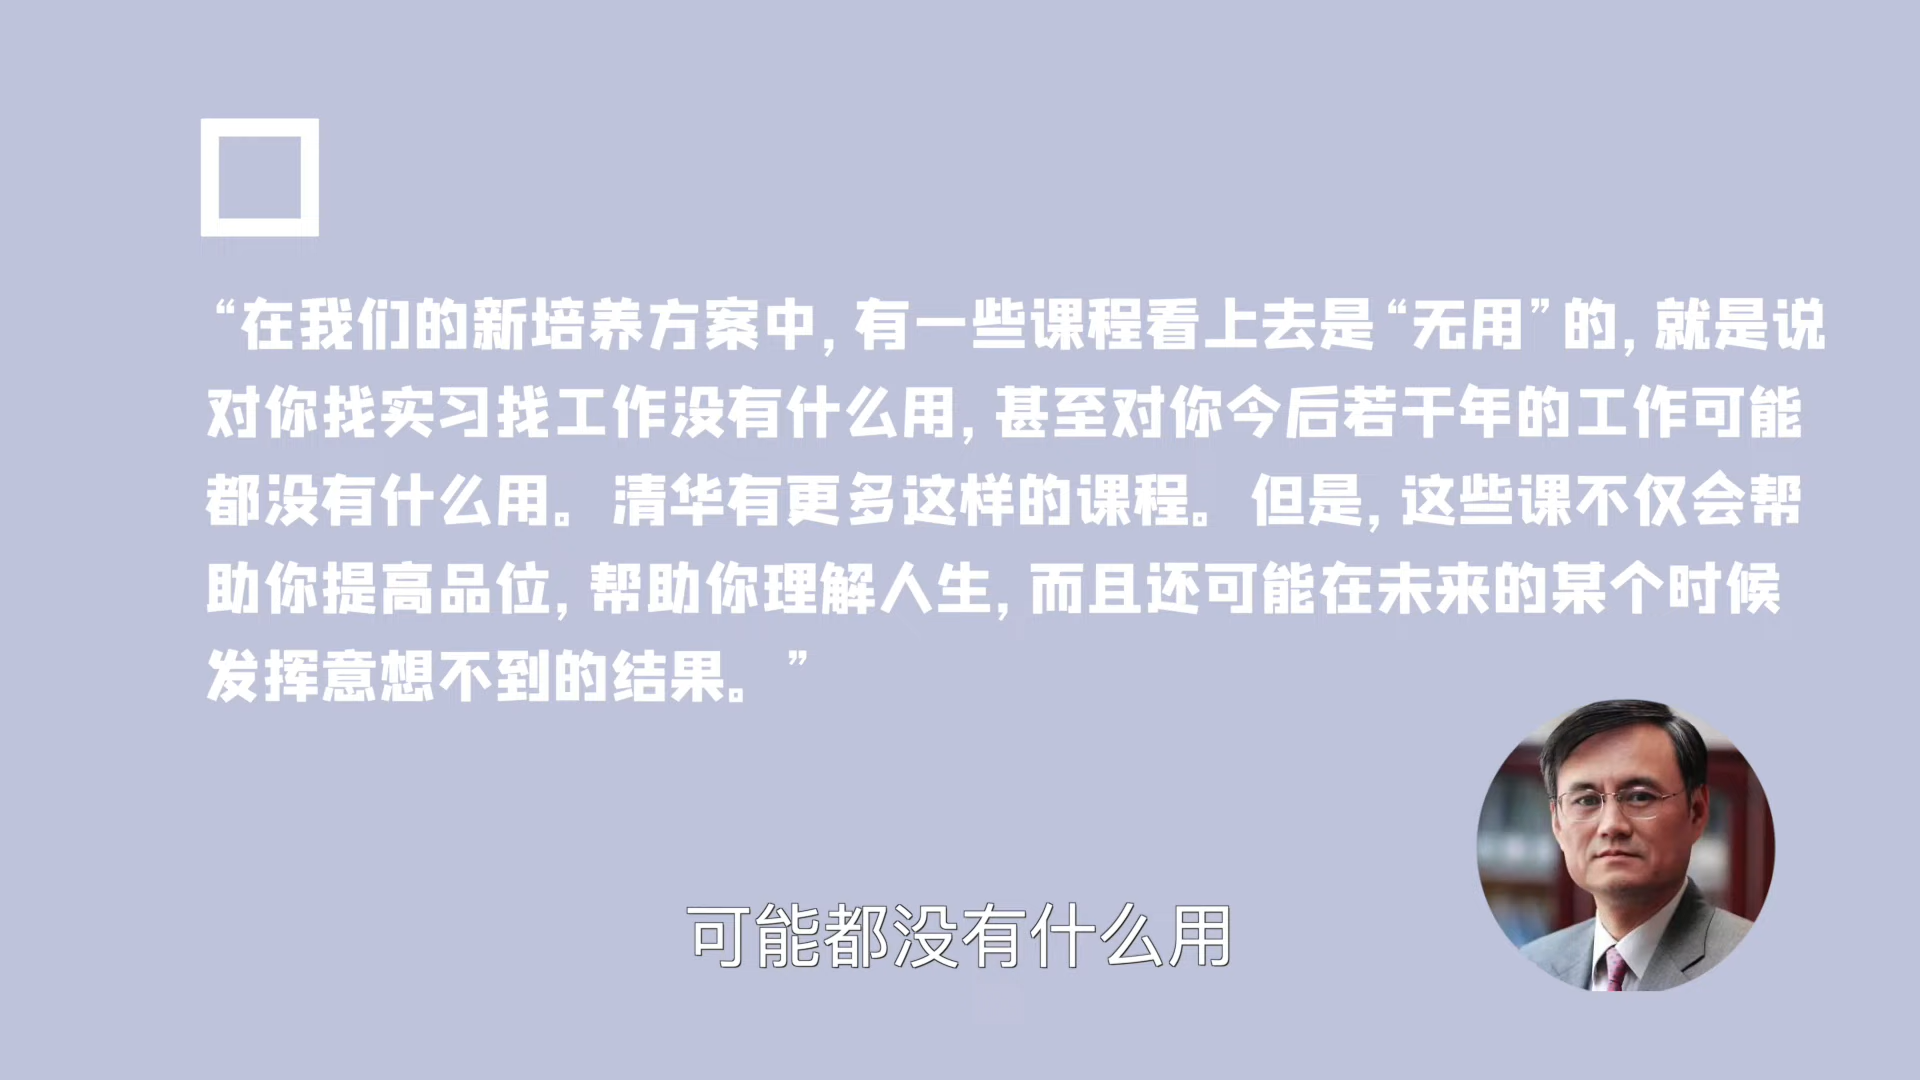 “在我们的新培养方案中，有一些课程看上去是“无用”的，就是说
对你找实习找工作没有什么用，甚至对你今后若干年的工作可能
都没有什么用。清华有更多这样的课程。但是，这些课不仅会帮
助你提高品位，帮助你理解人生，而且还可能在未来的某个时候
发挥意想不到的结果。”
可能都没有什么用